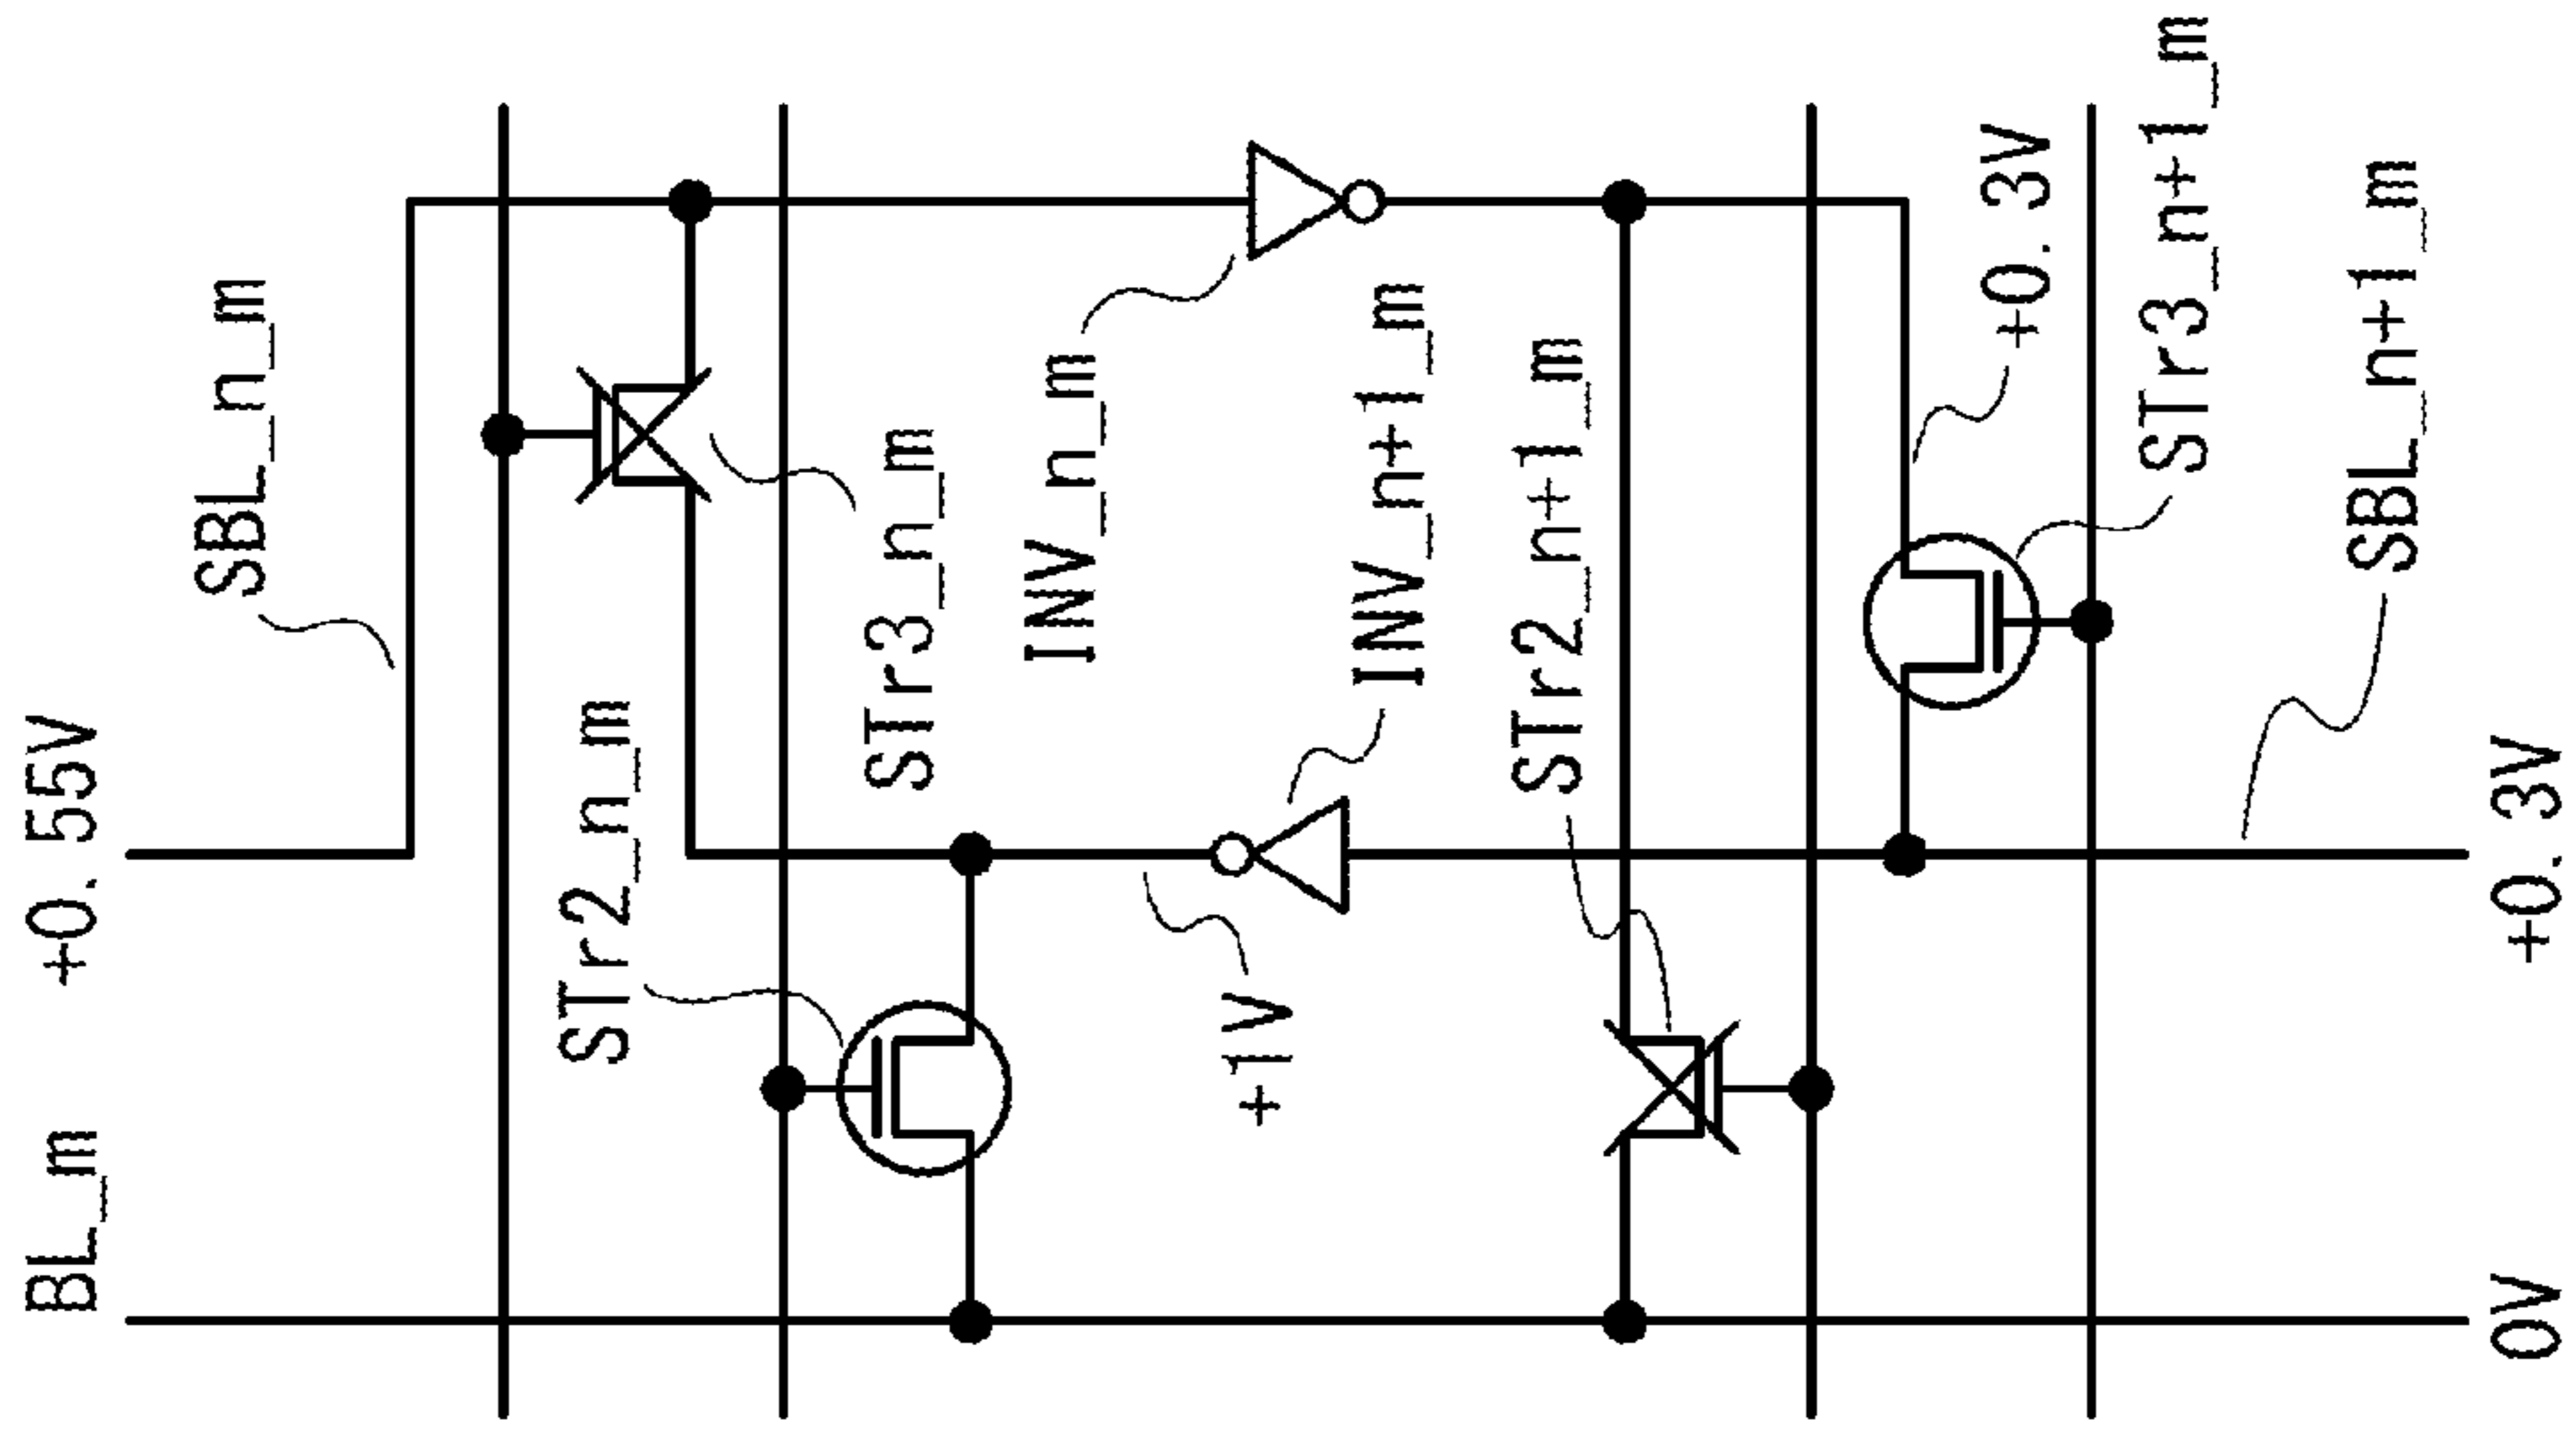 BL_m
+0.55V
SBL_n_m
STr2_n_m
STr3_n_m
INV_n_m
+1V
INV_n+1_m
STr2_n+1_m
+0.3V
STr3_n+1_m
SBL_n+1_m
0V
+0.3V